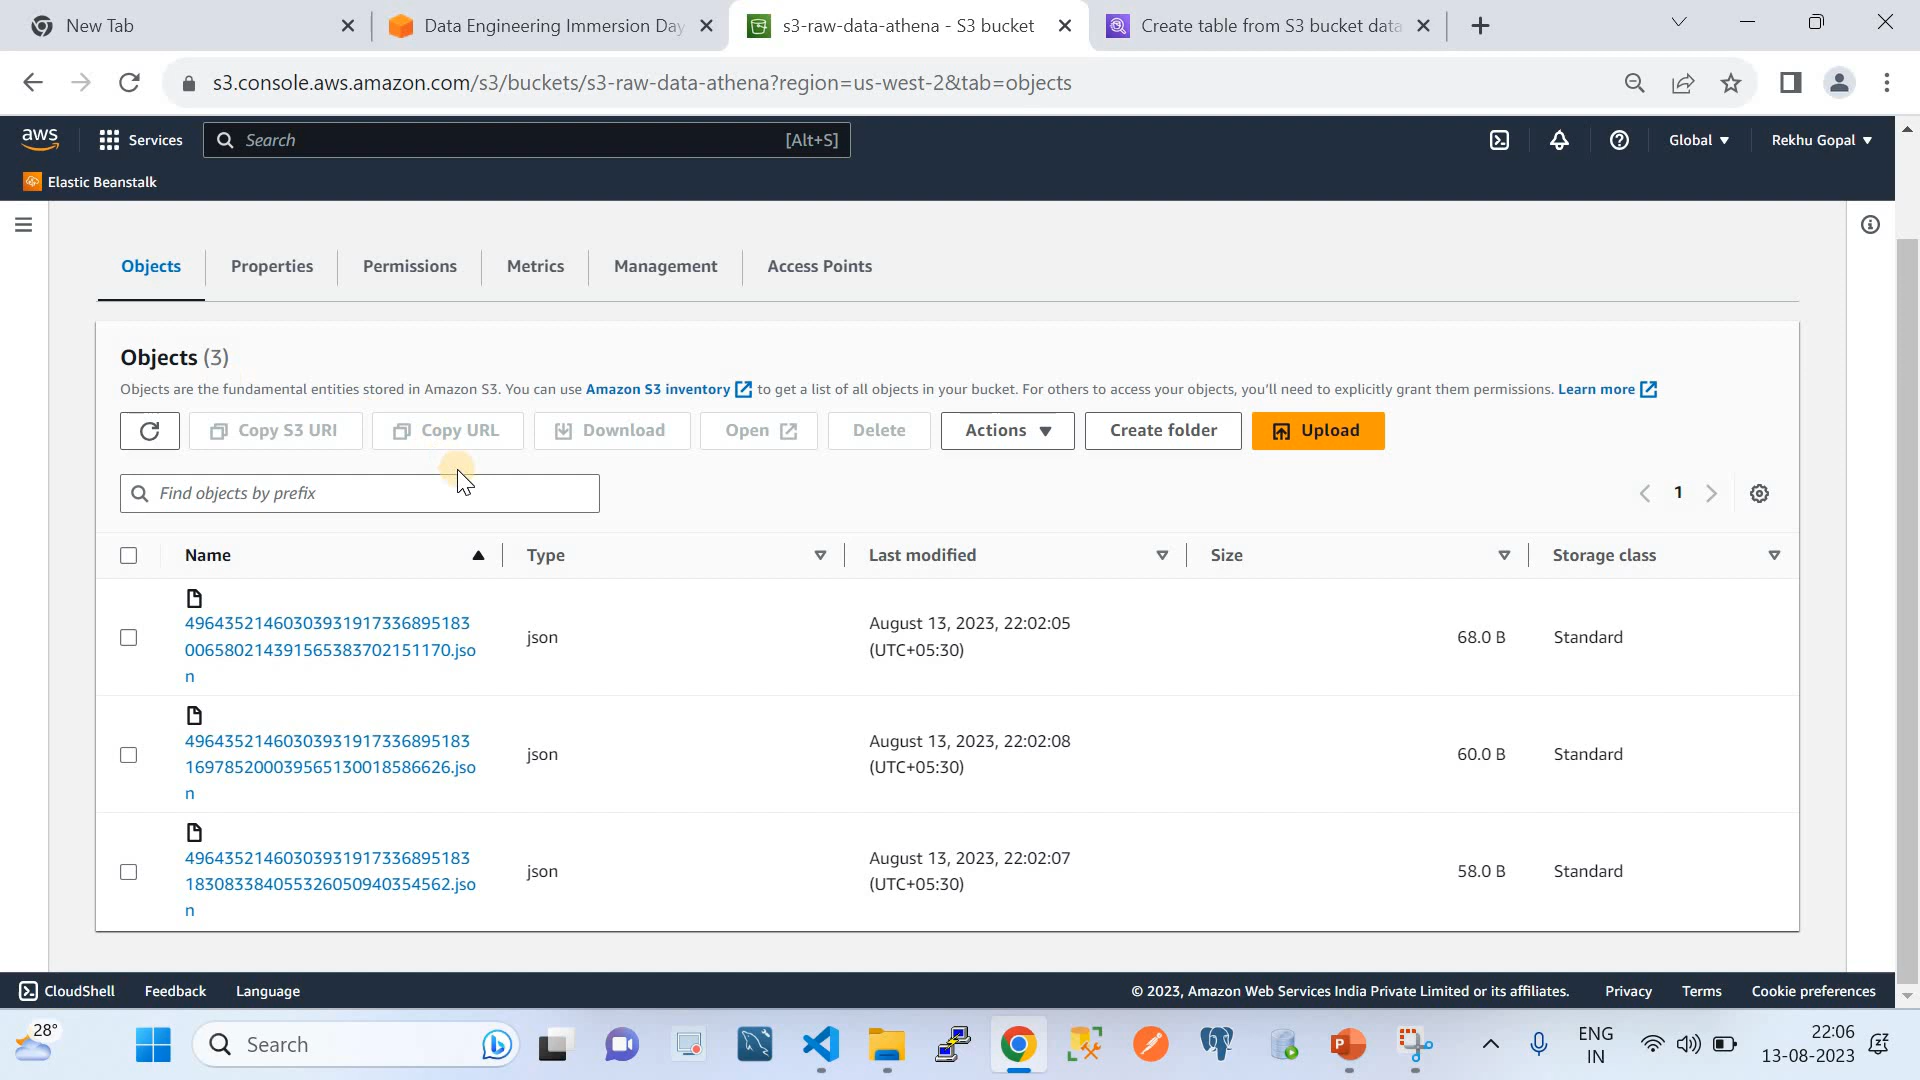 New Tab
Data Engineering Immersion Day
s3-raw-data-athena - S3 bucket
Create table from S3 bucket data
s3.console.aws.amazon.com/s3/buckets/s3-raw-data-athena?region=us-west-2&tab=objects
aws
Services
Search
[Alt+S]
Global
Rekhu Gopal
Elastic Beanstalk
Objects
Properties
Permissions
Metrics
Management
Access Points
Objects (3)
Objects are the fundamental entities stored in Amazon S3. You can use Amazon S3 inventory to get a list of all objects in your bucket. For others to access your objects, you'll need to explicitly grant them permissions. Learn more
Copy S3 URI
Copy URL
Download
Open
Delete
Actions
Create folder
Upload
Find objects by prefix
1
Name
Type
Last modified
Size
Storage class
49643521460303931917336895183
006580214391565383702151170.jso
n
json
August 13, 2023, 22:02:05
(UTC+05:30)
68.0 B
Standard
49643521460303931917336895183
169785200039565130018586626.jso
n
json
August 13, 2023, 22:02:08
(UTC+05:30)
60.0 B
Standard
49643521460303931917336895183
183083384055326050940354562.jso
n
json
August 13, 2023, 22:02:07
(UTC+05:30)
58.0 B
Standard
CloudShell
Feedback
Language
© 2023, Amazon Web Services India Private Limited or its affiliates.
Privacy
Terms
Cookie preferences
28°
Search
ENG
IN
22:06
13-08-2023